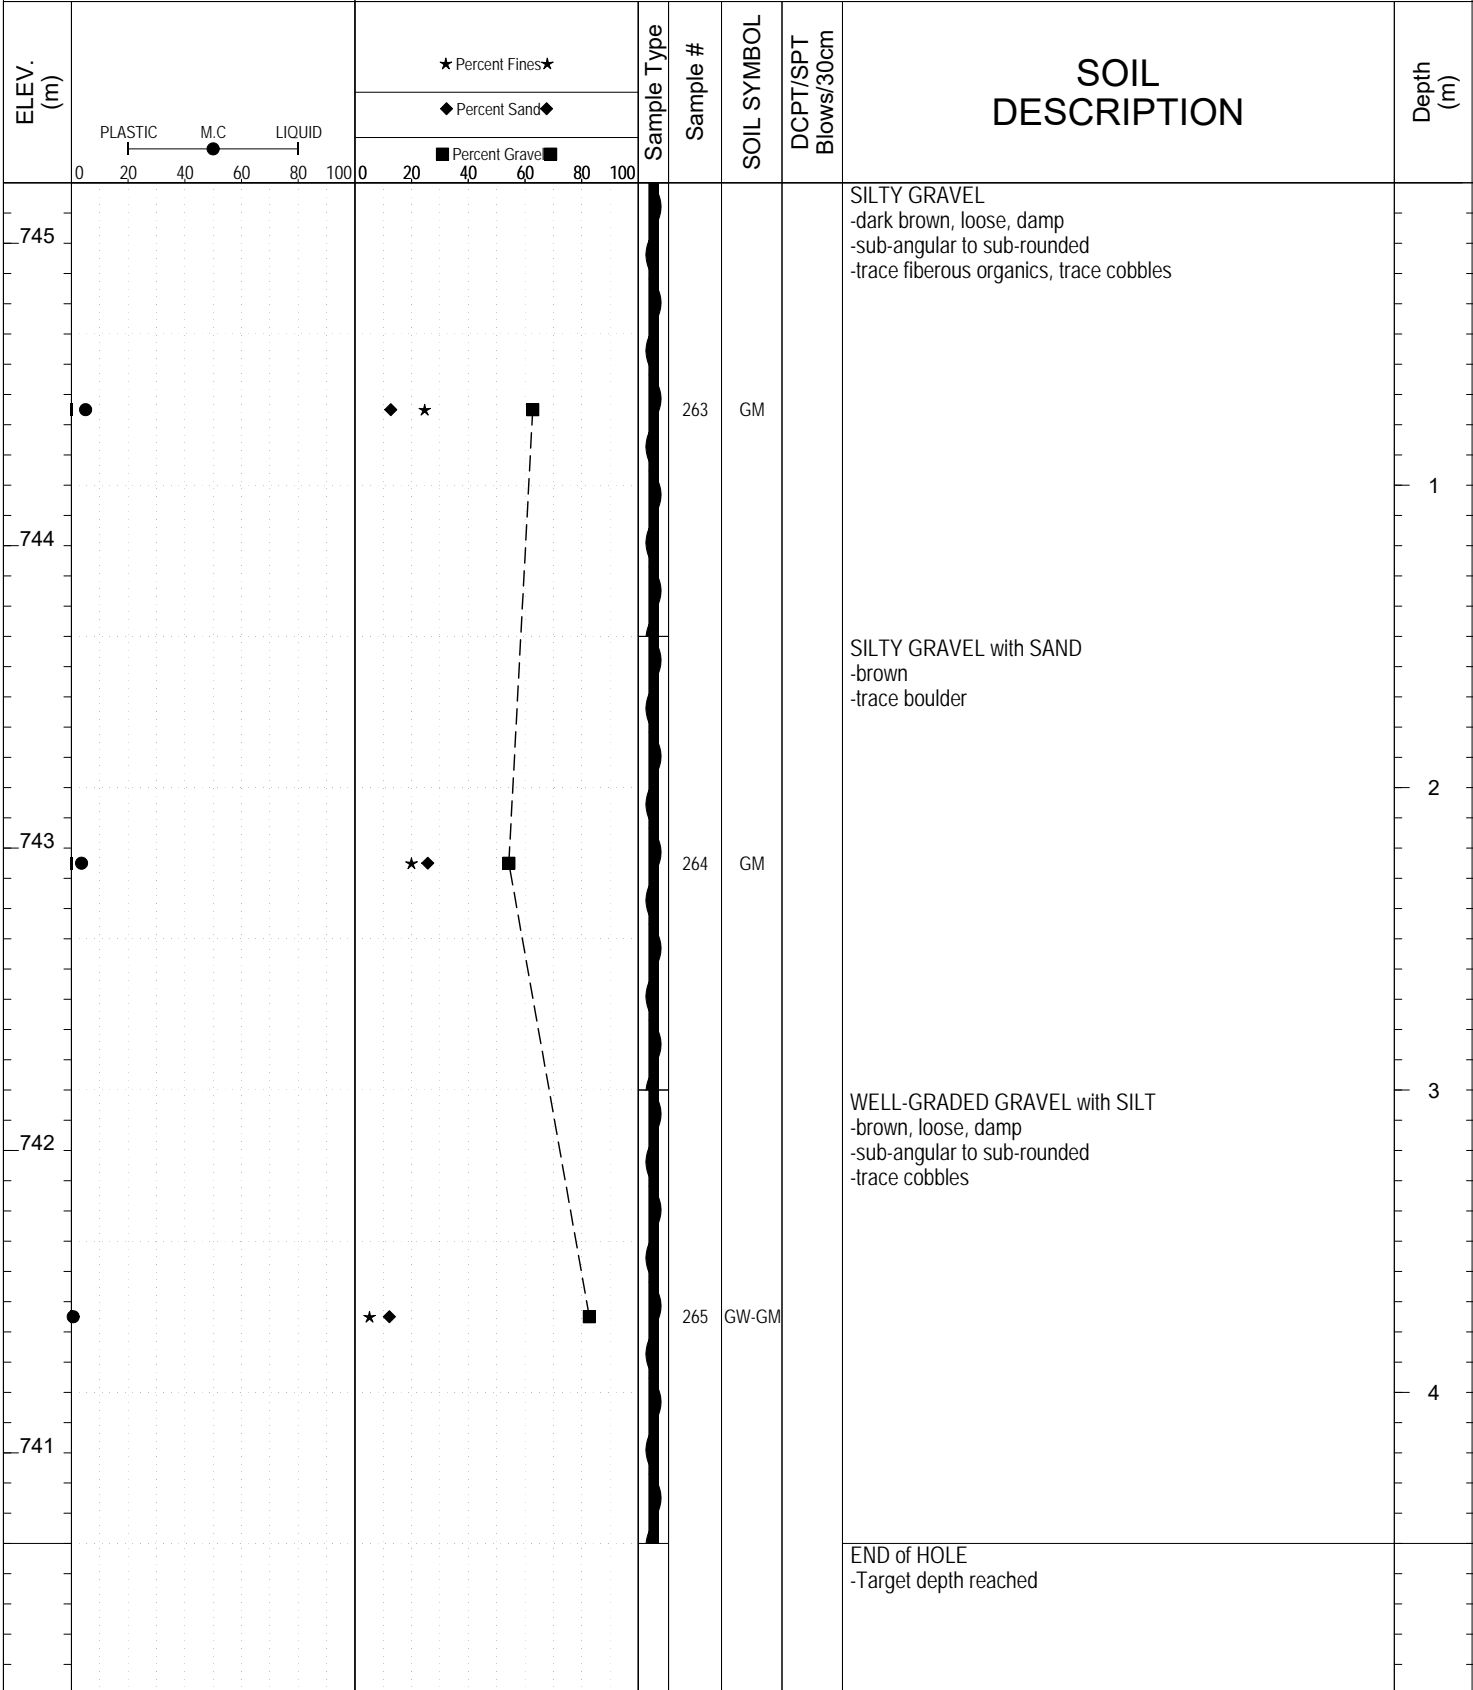 ELEV.
(m)
PLASTIC M.C LIQUID
0 20 40 60 80 100
★ Percent Fines★
◆ Percent Sand◆
■ Percent Gravel■
0 20 40 60 80 100
Sample Type
Sample #
SOIL SYMBOL
DCPT/SPT
Blows/30cm
SOIL
DESCRIPTION
Depth
(m)
SILTY GRAVEL
-dark brown, loose, damp
-sub-angular to sub-rounded
-trace fiberous organics, trace cobbles
745
263 GM
1
744
SILTY GRAVEL with SAND
-brown
-trace boulder
2
743
264 GM
3
WELL-GRADED GRAVEL with SILT
-brown, loose, damp
-sub-angular to sub-rounded
-trace cobbles
742
265 GW-GM
4
741
END of HOLE
-Target depth reached